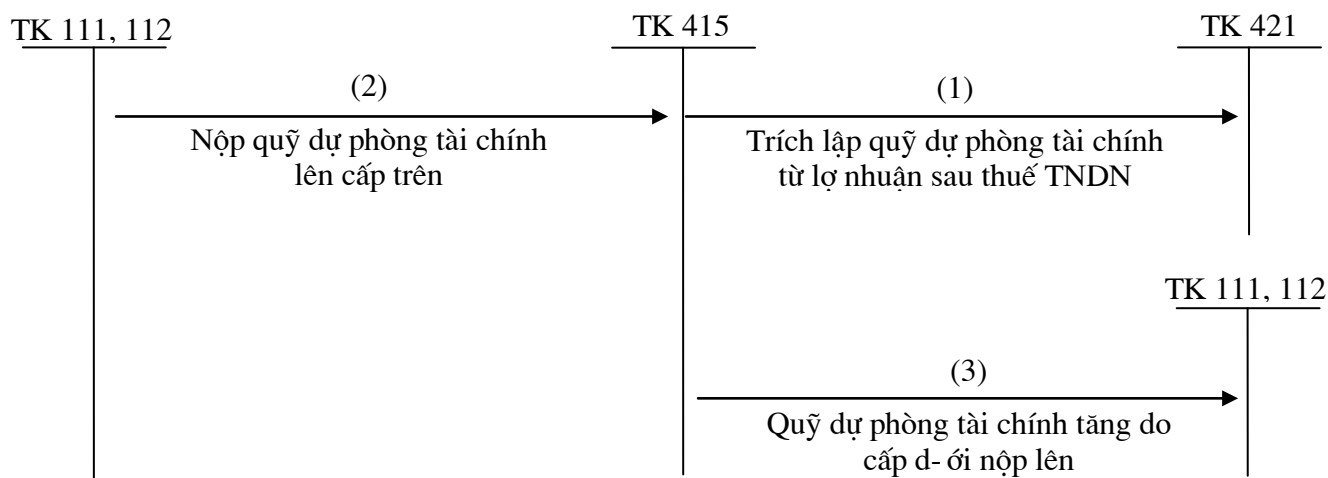 TK 111, 112
TK 415
TK 421
(2)
(1)
Nộp quỹ dự phòng tài chính
lên cấp trên
Trích lập quỹ dự phòng tài chính
từ lợ nhuận sau thuế TNDN
TK 111, 112
(3)
Quỹ dự phòng tài chính tăng do
cấp d- ới nộp lên